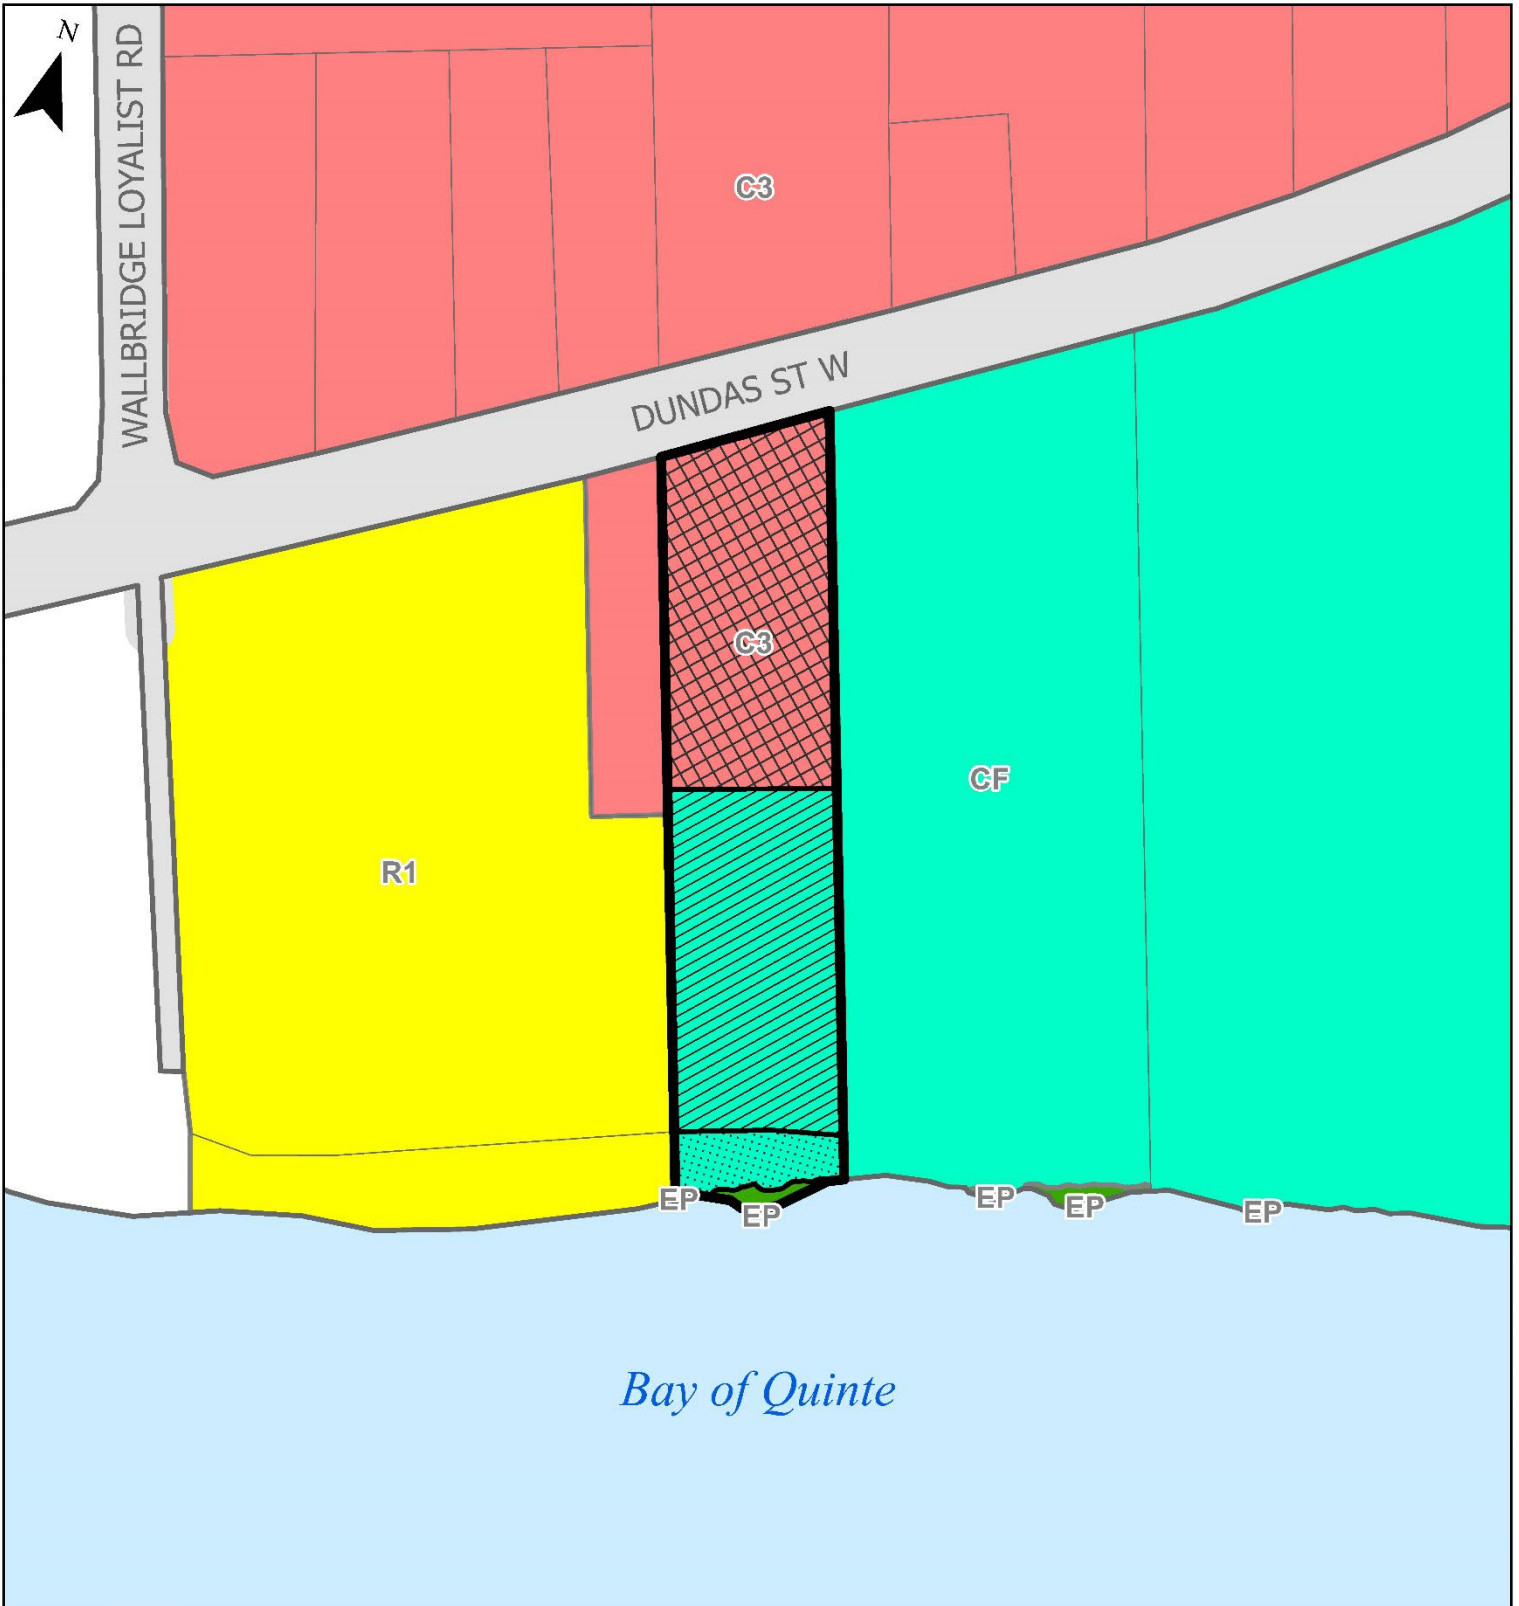 N
WALLBRIDGE LOYALIST RD
C3
DUNDAS ST W
C3
CF
R1
EP
EP
EP
EP
EP
Bay of Quinte